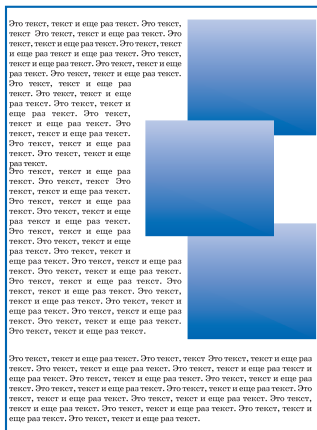 Это текст, текст и еще раз текст. Это текст,
текст Это текст, текст и еще раз текст. Это
текст, текст и еще раз текст. Это текст, текст
и еще раз текст. Это текст, текст и еще раз
текст. Это текст, текст и еще раз текст. Это
текст, текст и еще раз текст. Это текст, текст и еще
раз текст. Это текст, текст и еще раз текст.
Это текст, текст и еще
раз текст. Это текст, текст и
еще раз текст. Это текст,
текст и еще раз текст. Это
текст, текст и еще раз текст.
Это текст, текст и еще раз
текст. Это текст, текст и еще
раз текст.
Это текст, текст и еще раз
текст. Это текст, текст Это
текст, текст и еще раз текст.
Это текст, текст и еще раз
текст. Это текст, текст и еще
раз текст. Это текст, текст и
еще раз текст. Это текст,
текст и еще раз текст. Это
текст, текст и еще раз текст.
Это текст, текст и еще
еще раз текст. Это текст, текст и еще раз
текст. Это текст, текст и еще раз текст.
Это текст, текст и еще раз текст. Это
текст, текст и еще раз текст. Это текст,
текст и еще раз текст. Это текст, текст и
еще раз текст. Это текст, текст и еще раз
текст. Это текст, текст и еще раз текст.
Это текст, текст и еще раз текст.
Это текст, текст и еще раз текст. Это текст, текст Это текст, текст и еще раз
текст. Это текст, текст и еще раз текст. Это текст, текст и еще раз текст и
еще раз текст. Это текст, текст и еще раз текст. Это текст, текст и еще раз
текст. Это текст, текст и еще раз текст. Это текст, текст и еще раз текст. Это
текст, текст и еще раз текст. Это текст, текст и еще раз текст. Это текст,
текст и еще раз текст. Это текст, текст и еще раз текст. Это текст, текст и
еще раз текст. Это текст, текст и еще раз текст.